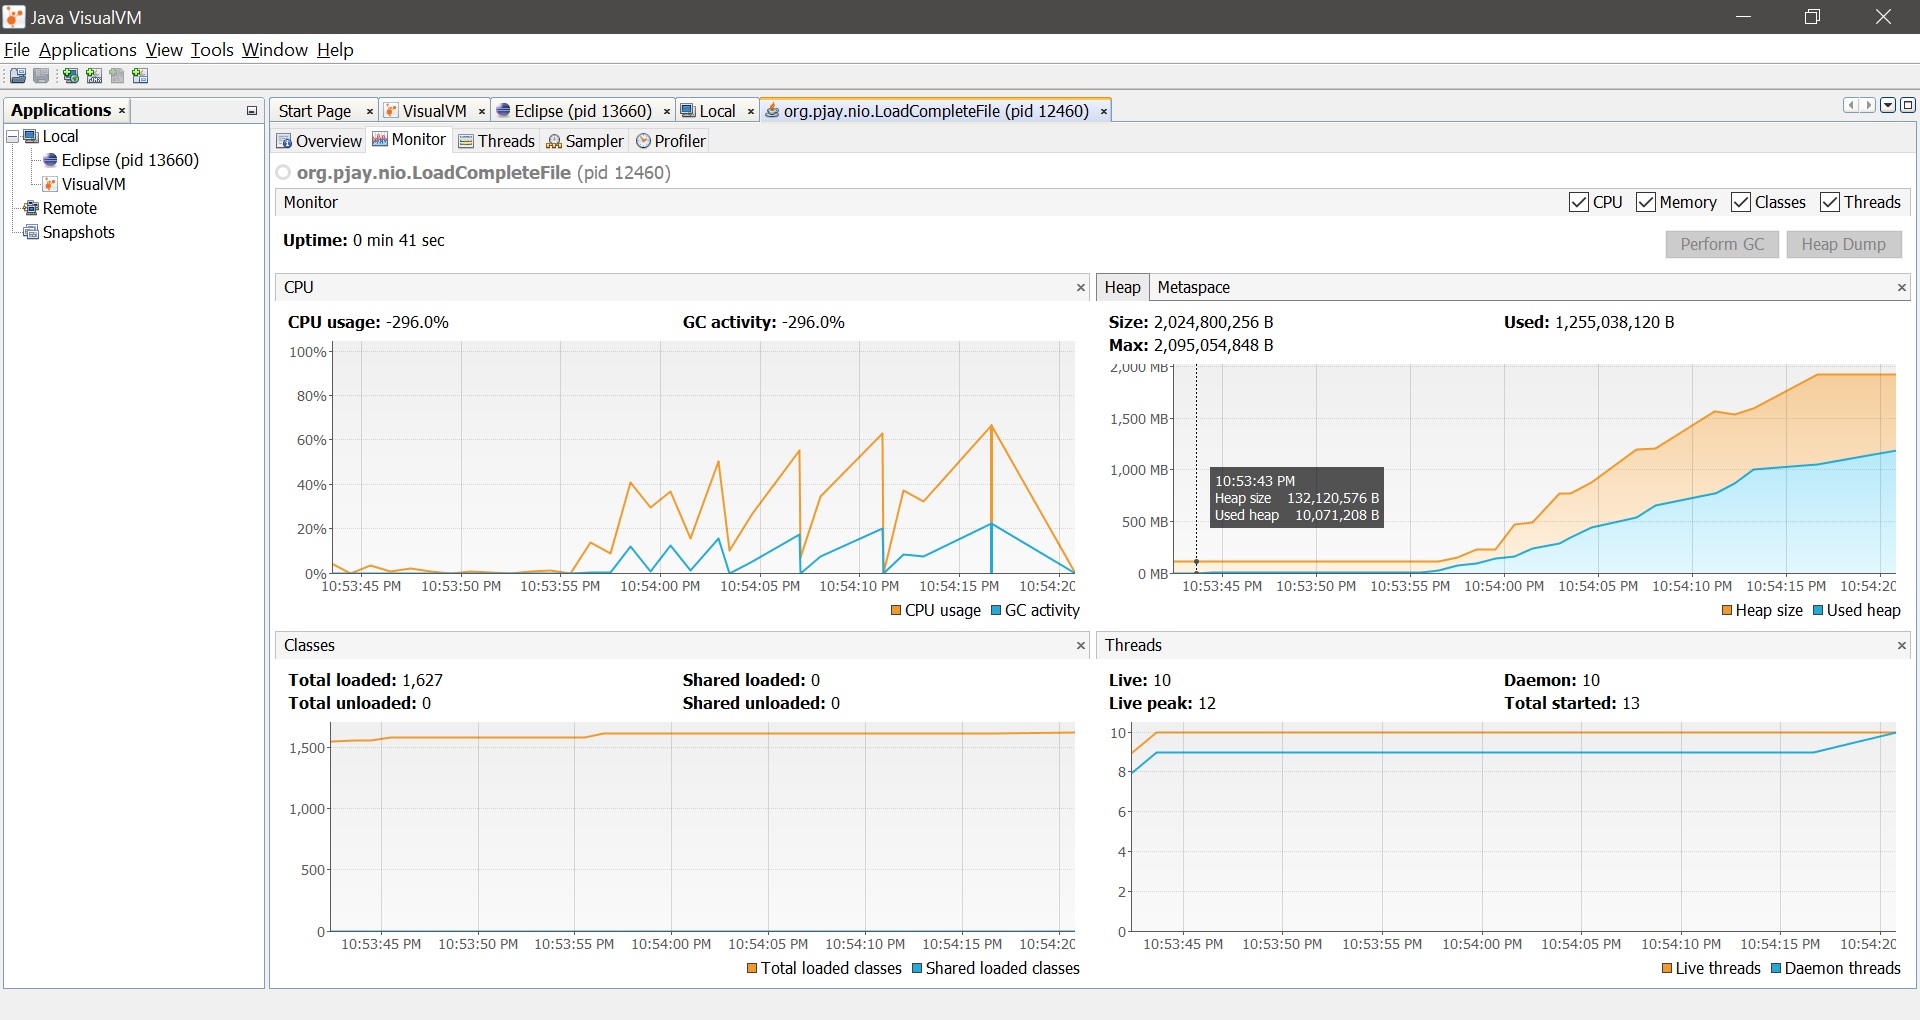 Java VisualVM
File Applications View Tools Window Help
Applications
Local
Eclipse (pid 13660)
VisualVM
Remote
Snapshots
Start Page VisualVM Eclipse (pid 13660) Local org.pjay.nio.LoadCompleteFile (pid 12460)
Overview Monitor Threads Sampler Profiler
org.pjay.nio.LoadCompleteFile (pid 12460)
Monitor CPU Memory Classes Threads
Uptime: 0 min 41 sec
Perform GC Heap Dump
CPU
CPU usage: -296.0% GC activity: -296.0%
100%
80%
60%
40%
20%
0%
10:53:45 PM 10:53:50 PM 10:53:55 PM 10:54:00 PM 10:54:05 PM 10:54:10 PM 10:54:15 PM 10:54:20
CPU usage GC activity
Heap Metaspace
Size: 2,024,800,256 B Used: 1,255,038,120 B
Max: 2,095,054,848 B
2,000 MB
1,500 MB
1,000 MB
500 MB
0 MB
10:53:43 PM
Heap size 132,120,576 B
Used heap 10,071,208 B
10:53:45 PM 10:53:50 PM 10:53:55 PM 10:54:00 PM 10:54:05 PM 10:54:10 PM 10:54:15 PM 10:54:20
Heap size Used heap
Classes
Total loaded: 1,627 Shared loaded: 0
Total unloaded: 0 Shared unloaded: 0
1,500
1,000
500
0
10:53:45 PM 10:53:50 PM 10:53:55 PM 10:54:00 PM 10:54:05 PM 10:54:10 PM 10:54:15 PM 10:54:20
Total loaded classes Shared loaded classes
Threads
Live: 10 Daemon: 10
Live peak: 12 Total started: 13
10
8
6
4
2
0
10:53:45 PM 10:53:50 PM 10:53:55 PM 10:54:00 PM 10:54:05 PM 10:54:10 PM 10:54:15 PM 10:54:20
Live threads Daemon threads